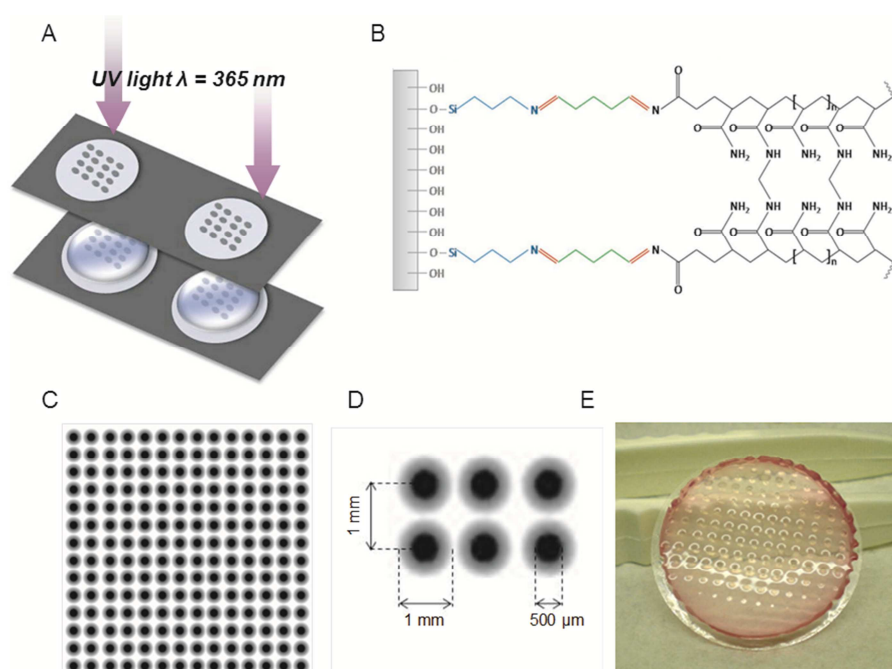 A
UV light λ = 365 nm
B
OH
O–Si N N O
OH
OH
OH
OH
OH
OH
O–Si N N O
OH
[ ]n
O O O O O
NH₂ NH NH₂ NH NH₂
NH₂ NH NH₂ NH NH₂
O O O O O
[ ]n
C
D
1 mm
1 mm
500 µm
E